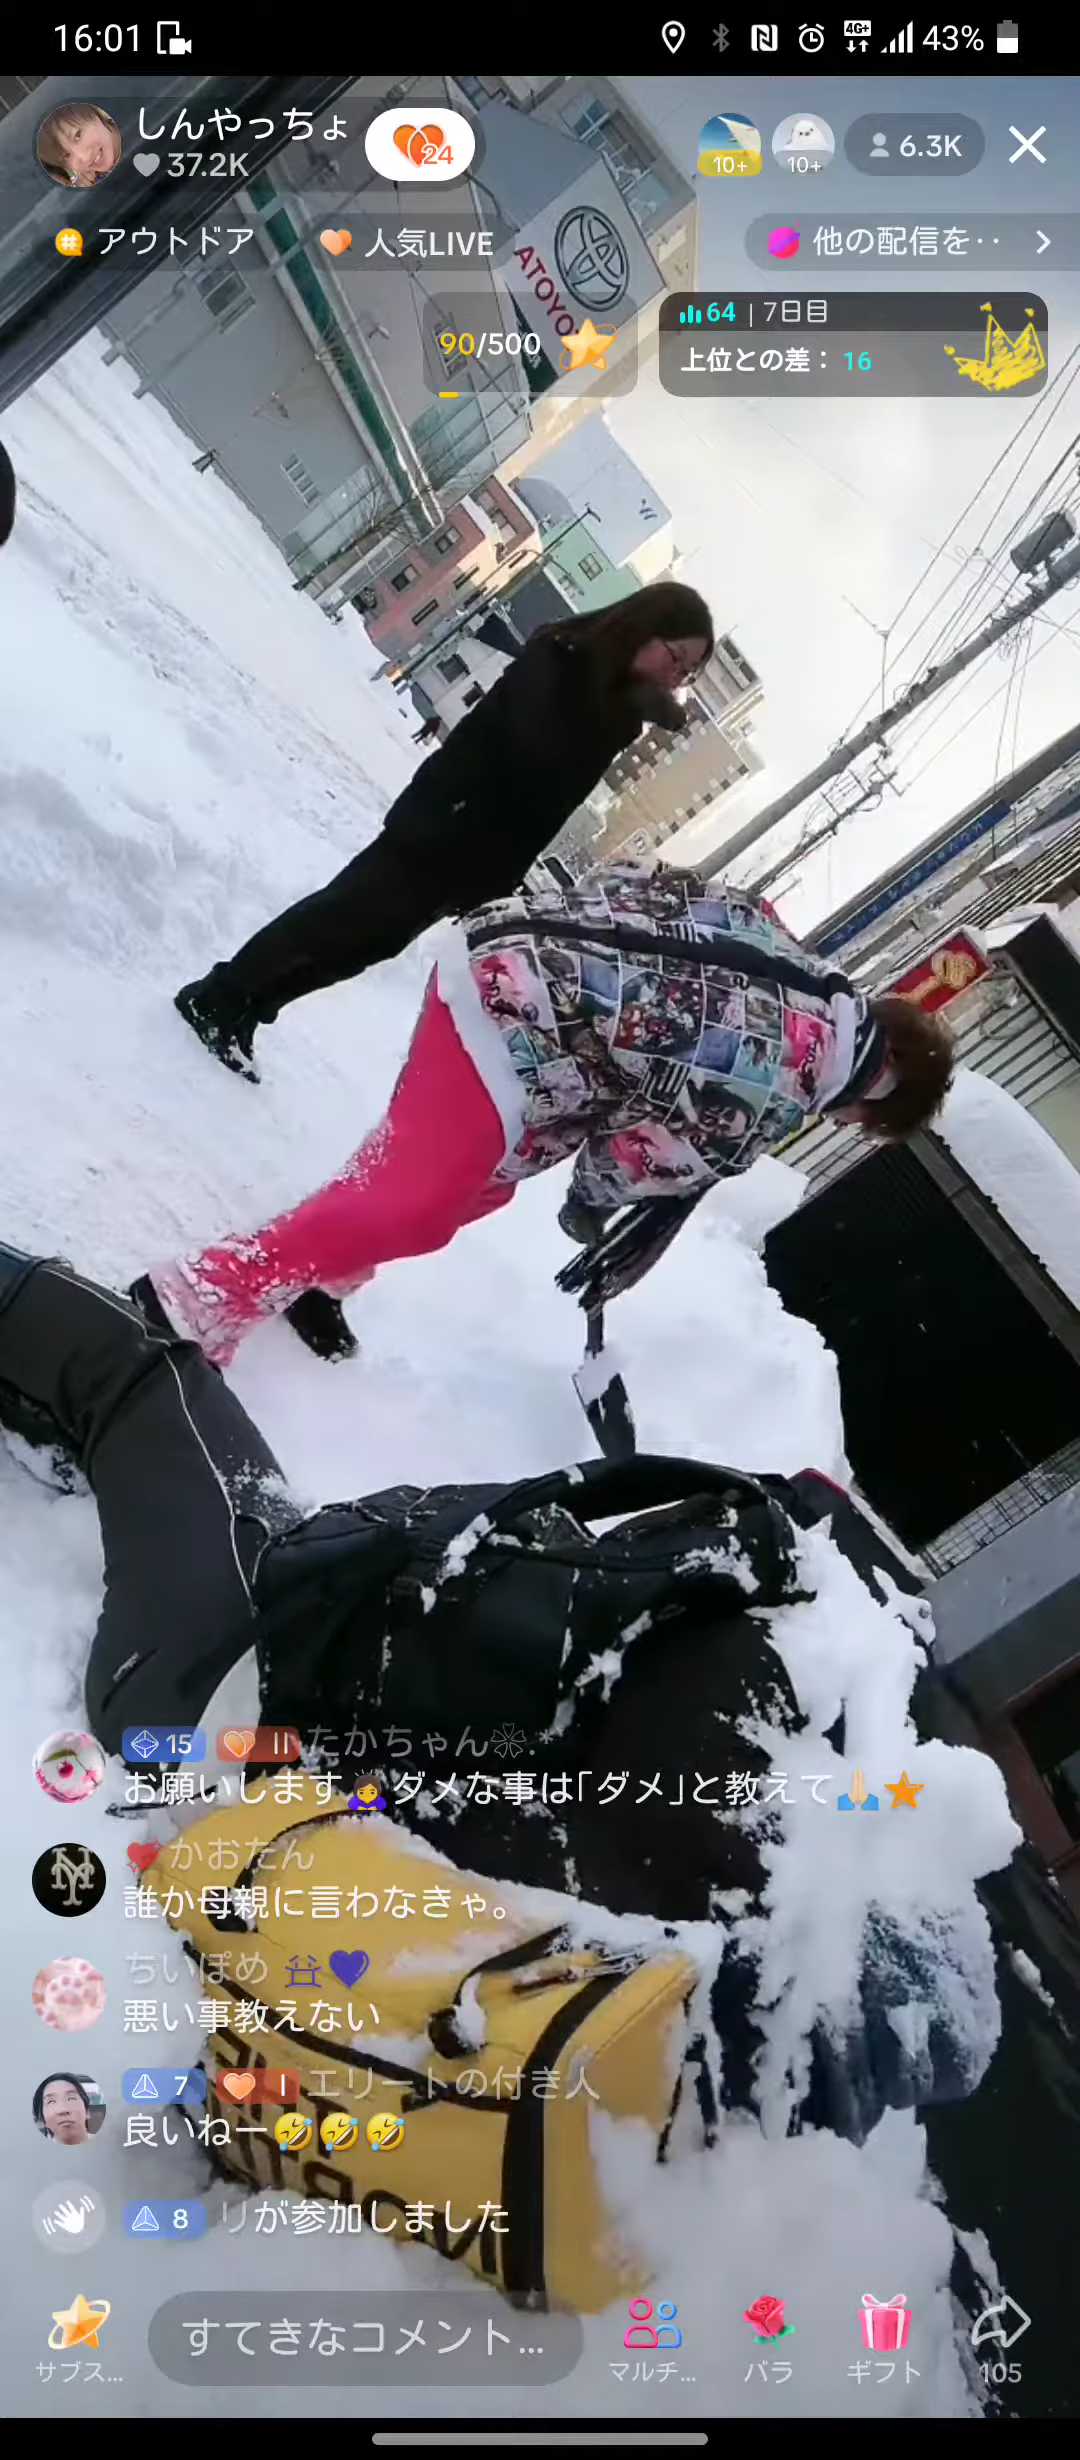 16:01
4G+
43%
しんやっちょ
37.2K
24
10+
10+
6.3K
アウトドア
人気LIVE
他の配信を‥
ATOYO
90/500
64 | 7日目
上位との差： 16
15 II たかちゃん
お願いします🙇‍♀️ダメな事は「ダメ」と教えて🙏⭐
💖かおたん
誰か母親に言わなきゃ。
ちいぽめ
悪い事教えない
7 I エリートの付き人
良いねー🤣🤣🤣
8 リが参加しました
サブス...
すてきなコメント...
マルチ...
バラ
ギフト
105